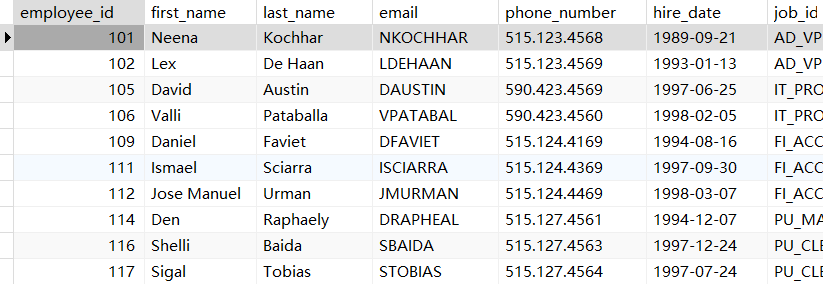 employee_id first_name last_name email phone_number hire_date job_id
101 Neena Kochhar NKOCHHAR 515.123.4568 1989-09-21 AD_VP
102 Lex De Haan LDEHAAN 515.123.4569 1993-01-13 AD_VP
105 David Austin DAUSTIN 590.423.4569 1997-06-25 IT_PRO
106 Valli Pataballa VPATABAL 590.423.4560 1998-02-05 IT_PRO
109 Daniel Faviet DFAVIET 515.124.4169 1994-08-16 FI_ACC
111 Ismael Sciarra ISCIARRA 515.124.4369 1997-09-30 FI_ACC
112 Jose Manuel Urman JMURMAN 515.124.4469 1998-03-07 FI_ACC
114 Den Raphaely DRAPHEAL 515.127.4561 1994-12-07 PU_MA
116 Shelli Baida SBAIDA 515.127.4563 1997-12-24 PU_CLE
117 Sigal Tobias STOBIAS 515.127.4564 1997-07-24 PU_CLE